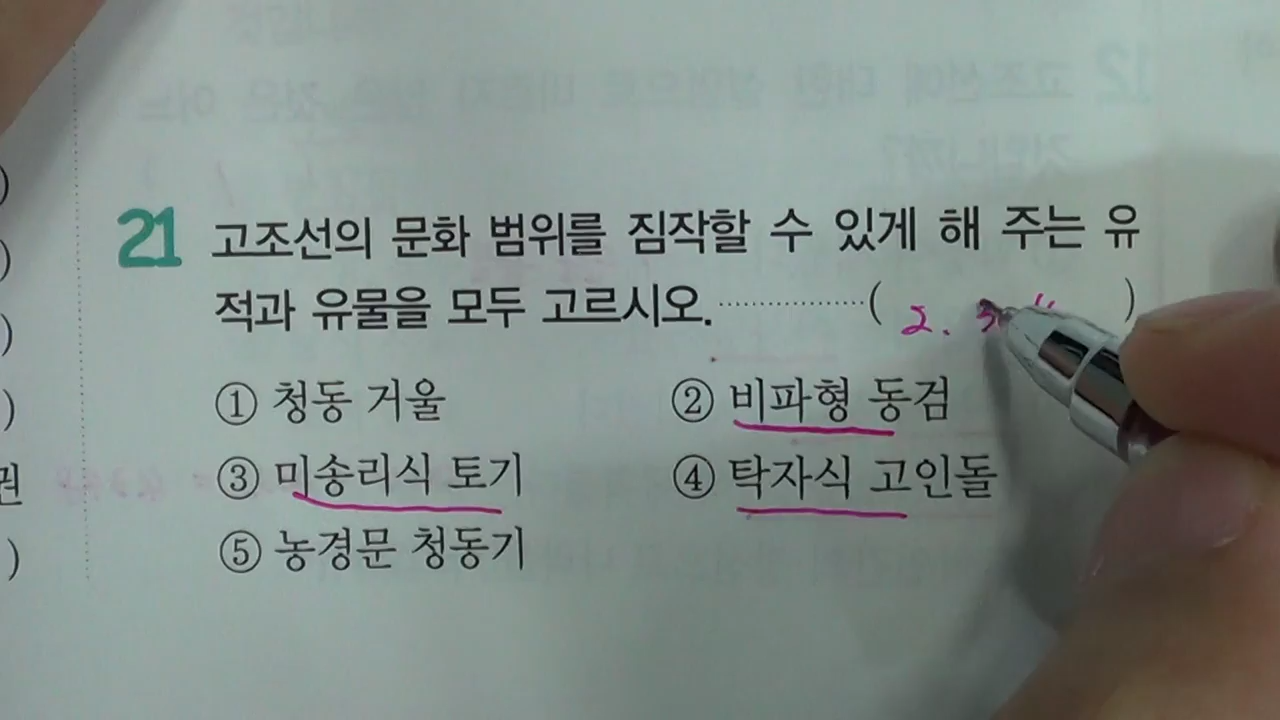 21 고조선의 문화 범위를 짐작할 수 있게 해 주는 유
적과 유물을 모두 고르시오. ················( 2. 3 )
① 청동 거울 ② 비파형 동검
③ 미송리식 토기 ④ 탁자식 고인돌
⑤ 농경문 청동기
권